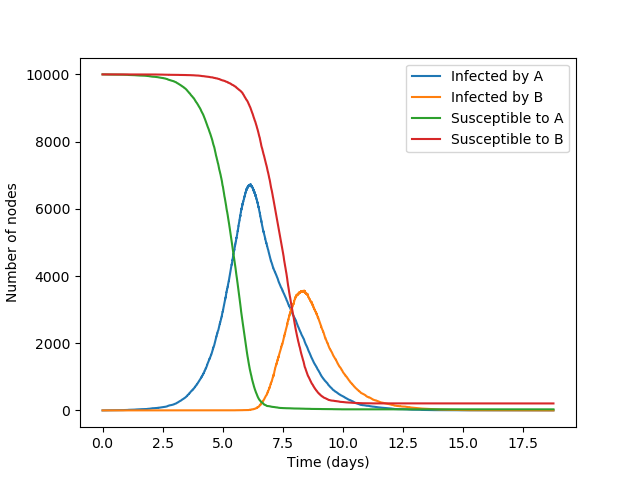 10000
8000
6000
4000
2000
0
Number of nodes
Infected by A
Infected by B
Susceptible to A
Susceptible to B
0.0 2.5 5.0 7.5 10.0 12.5 15.0 17.5
Time (days)